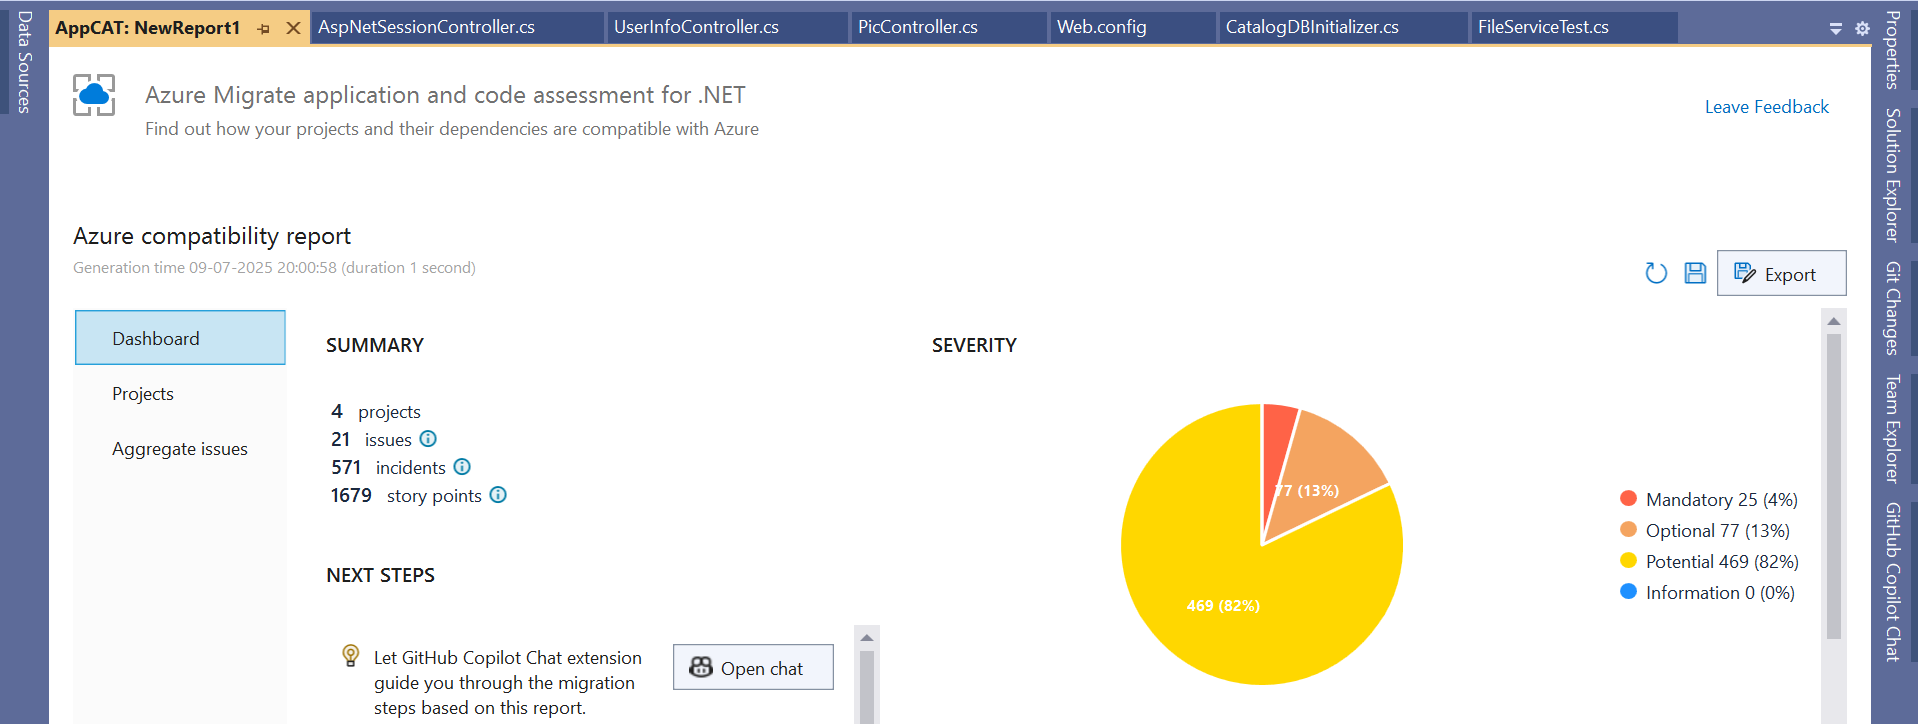 Data Sources
AppCAT: NewReport1
AspNetSessionController.cs
UserInfoController.cs
PicController.cs
Web.config
CatalogDBInitializer.cs
FileServiceTest.cs
Azure Migrate application and code assessment for .NET
Find out how your projects and their dependencies are compatible with Azure
Leave Feedback
Azure compatibility report
Generation time 09-07-2025 20:00:58 (duration 1 second)
Export
Dashboard
Projects
Aggregate issues
SUMMARY
4 projects
21 issues
571 incidents
1679 story points
NEXT STEPS
Let GitHub Copilot Chat extension
guide you through the migration
steps based on this report.
Open chat
SEVERITY
77 (13%)
469 (82%)
Mandatory 25 (4%)
Optional 77 (13%)
Potential 469 (82%)
Information 0 (0%)
Properties
Solution Explorer
Git Changes
Team Explorer
GitHub Copilot Chat